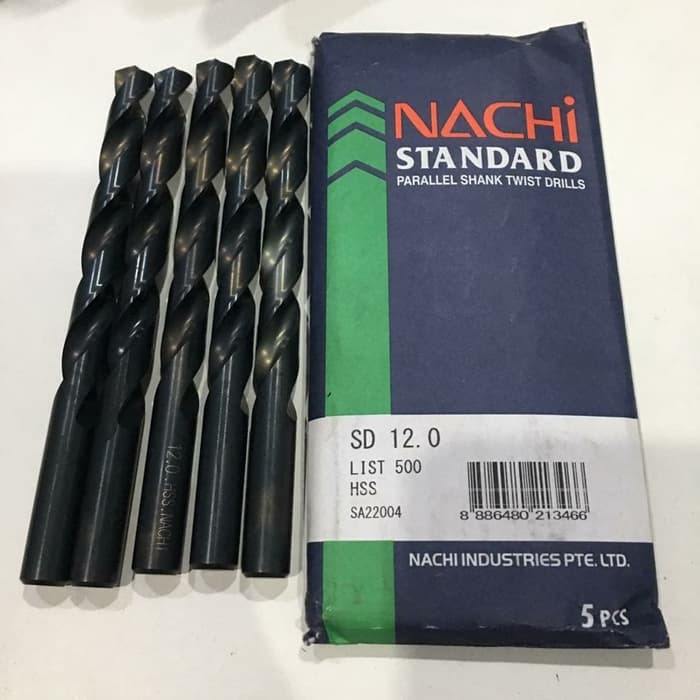 NACHi
STANDARD
PARALLEL SHANK TWIST DRILLS
SD 12.0
LIST 500
HSS
SA22004
8 886480 213466
NACHI INDUSTRIES PTE. LTD.
5 PCS
12.0.HSS.NACHI